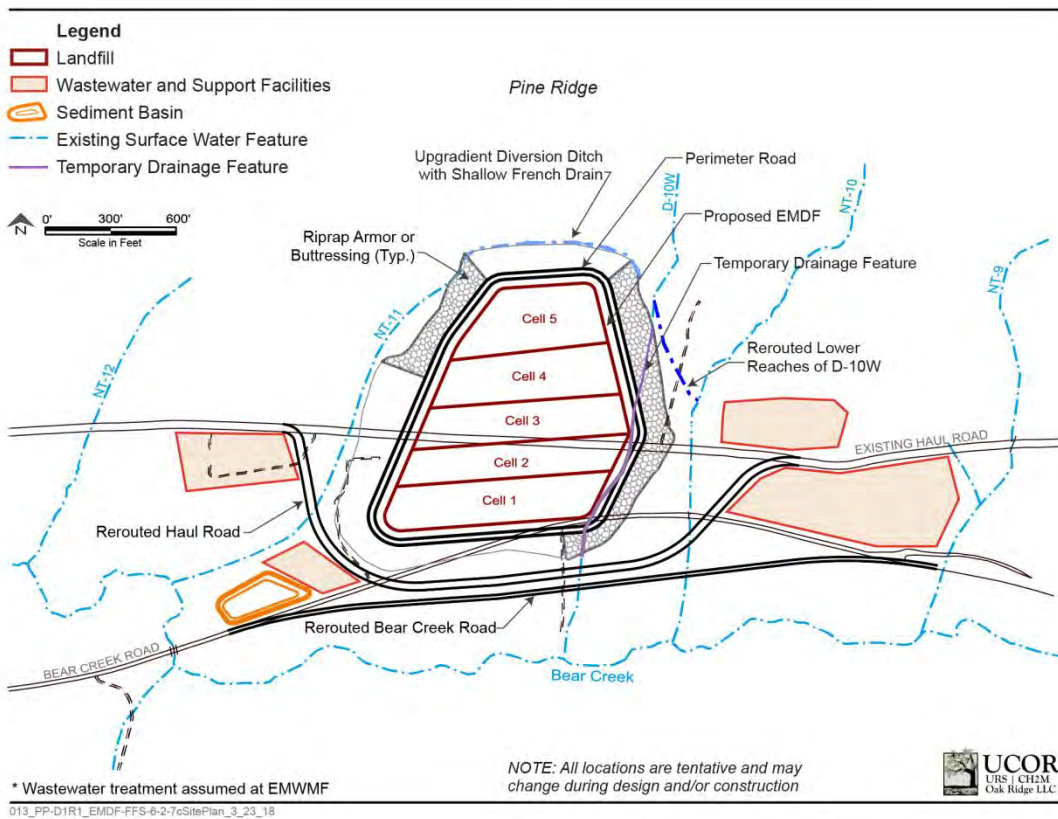 Legend
Landfill
Wastewater and Support Facilities
Sediment Basin
Existing Surface Water Feature
Temporary Drainage Feature
Pine Ridge
Upgradient Diversion Ditch
with Shallow French Drain
Perimeter Road
D-10W
NT-10
Proposed EMDF
N
0' 300' 600'
Scale in Feet
Riprap Armor or
Buttressing (Typ.)
Temporary Drainage Feature
NT-9
NT-11
NT-12
Cell 5
Cell 4
Cell 3
Cell 2
Cell 1
Rerouted Lower
Reaches of D-10W
EXISTING HAUL ROAD
Rerouted Haul Road
Rerouted Bear Creek Road
BEAR CREEK ROAD
Bear Creek
* Wastewater treatment assumed at EMWMF
NOTE: All locations are tentative and may
change during design and/or construction
UCOR
URS | CH2M
Oak Ridge LLC
013_PP-D1R1_EMDF-FFS-6-2-7cSitePlan_3_23_18